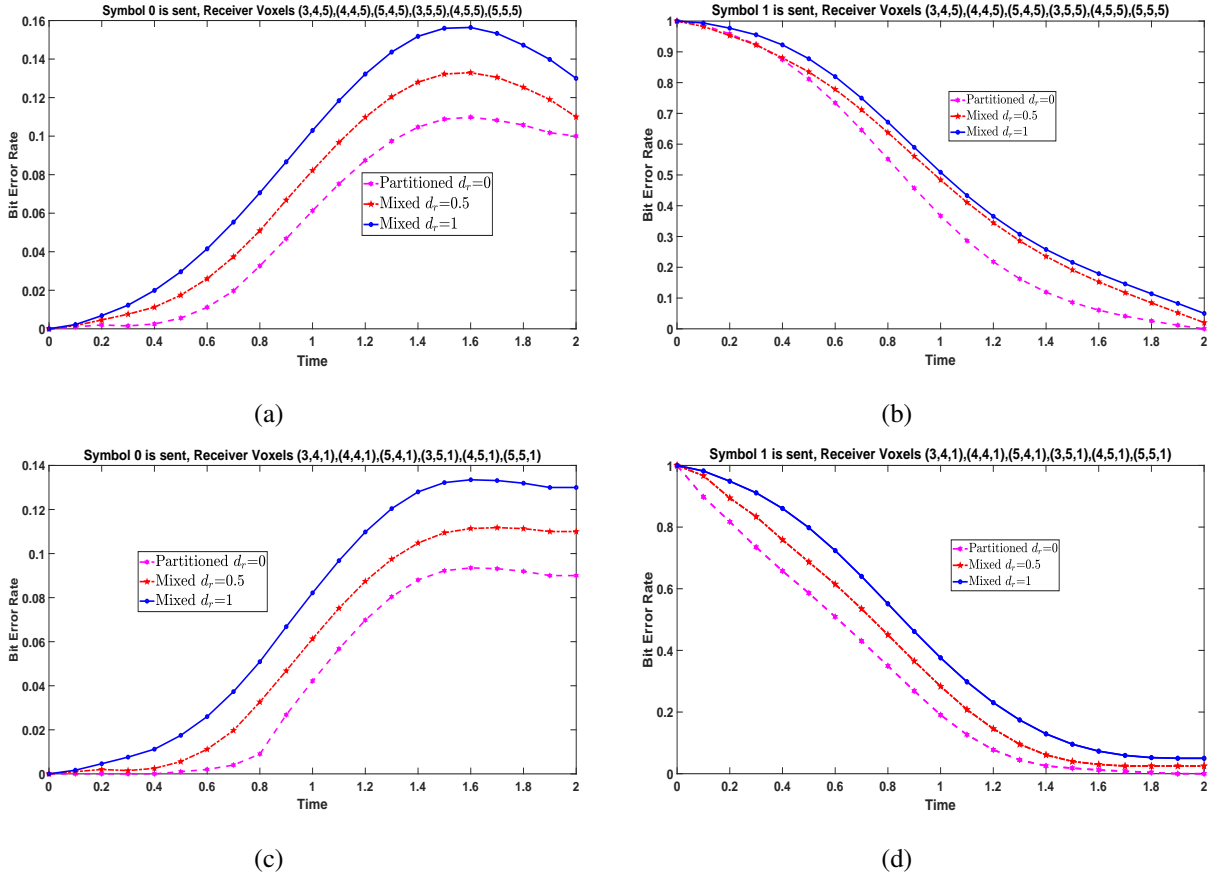 Symbol 0 is sent, Receiver Voxels (3,4,5),(4,4,5),(5,4,5),(3,5,5),(4,5,5),(5,5,5)
0.16
0.14
0.12
0.1
0.08
0.06
0.04
0.02
0
Bit Error Rate
Partitioned d_r=0
Mixed d_r=0.5
Mixed d_r=1
0 0.2 0.4 0.6 0.8 1.0 1.2 1.4 1.6 1.8 2
Time
(a)
Symbol 1 is sent, Receiver Voxels (3,4,5),(4,4,5),(5,4,5),(3,5,5),(4,5,5),(5,5,5)
1
0.9
0.8
0.7
0.6
0.5
0.4
0.3
0.2
0.1
0
Bit Error Rate
Partitioned d_r=0
Mixed d_r=0.5
Mixed d_r=1
0 0.2 0.4 0.6 0.8 1.0 1.2 1.4 1.6 1.8 2
Time
(b)
Symbol 0 is sent, Receiver Voxels (3,4,1),(4,4,1),(5,4,1),(3,5,1),(4,5,1),(5,5,1)
0.14
0.12
0.1
0.08
0.06
0.04
0.02
0
Bit Error Rate
Partitioned d_r=0
Mixed d_r=0.5
Mixed d_r=1
0 0.2 0.4 0.6 0.8 1.0 1.2 1.4 1.6 1.8 2
Time
(c)
Symbol 1 is sent, Receiver Voxels (3,4,1),(4,4,1),(5,4,1),(3,5,1),(4,5,1),(5,5,1)
1
0.8
0.6
0.4
0.2
0
Bit Error Rate
Partitioned d_r=0
Mixed d_r=0.5
Mixed d_r=1
0 0.2 0.4 0.6 0.8 1.0 1.2 1.4 1.6 1.8 2
Time
(d)